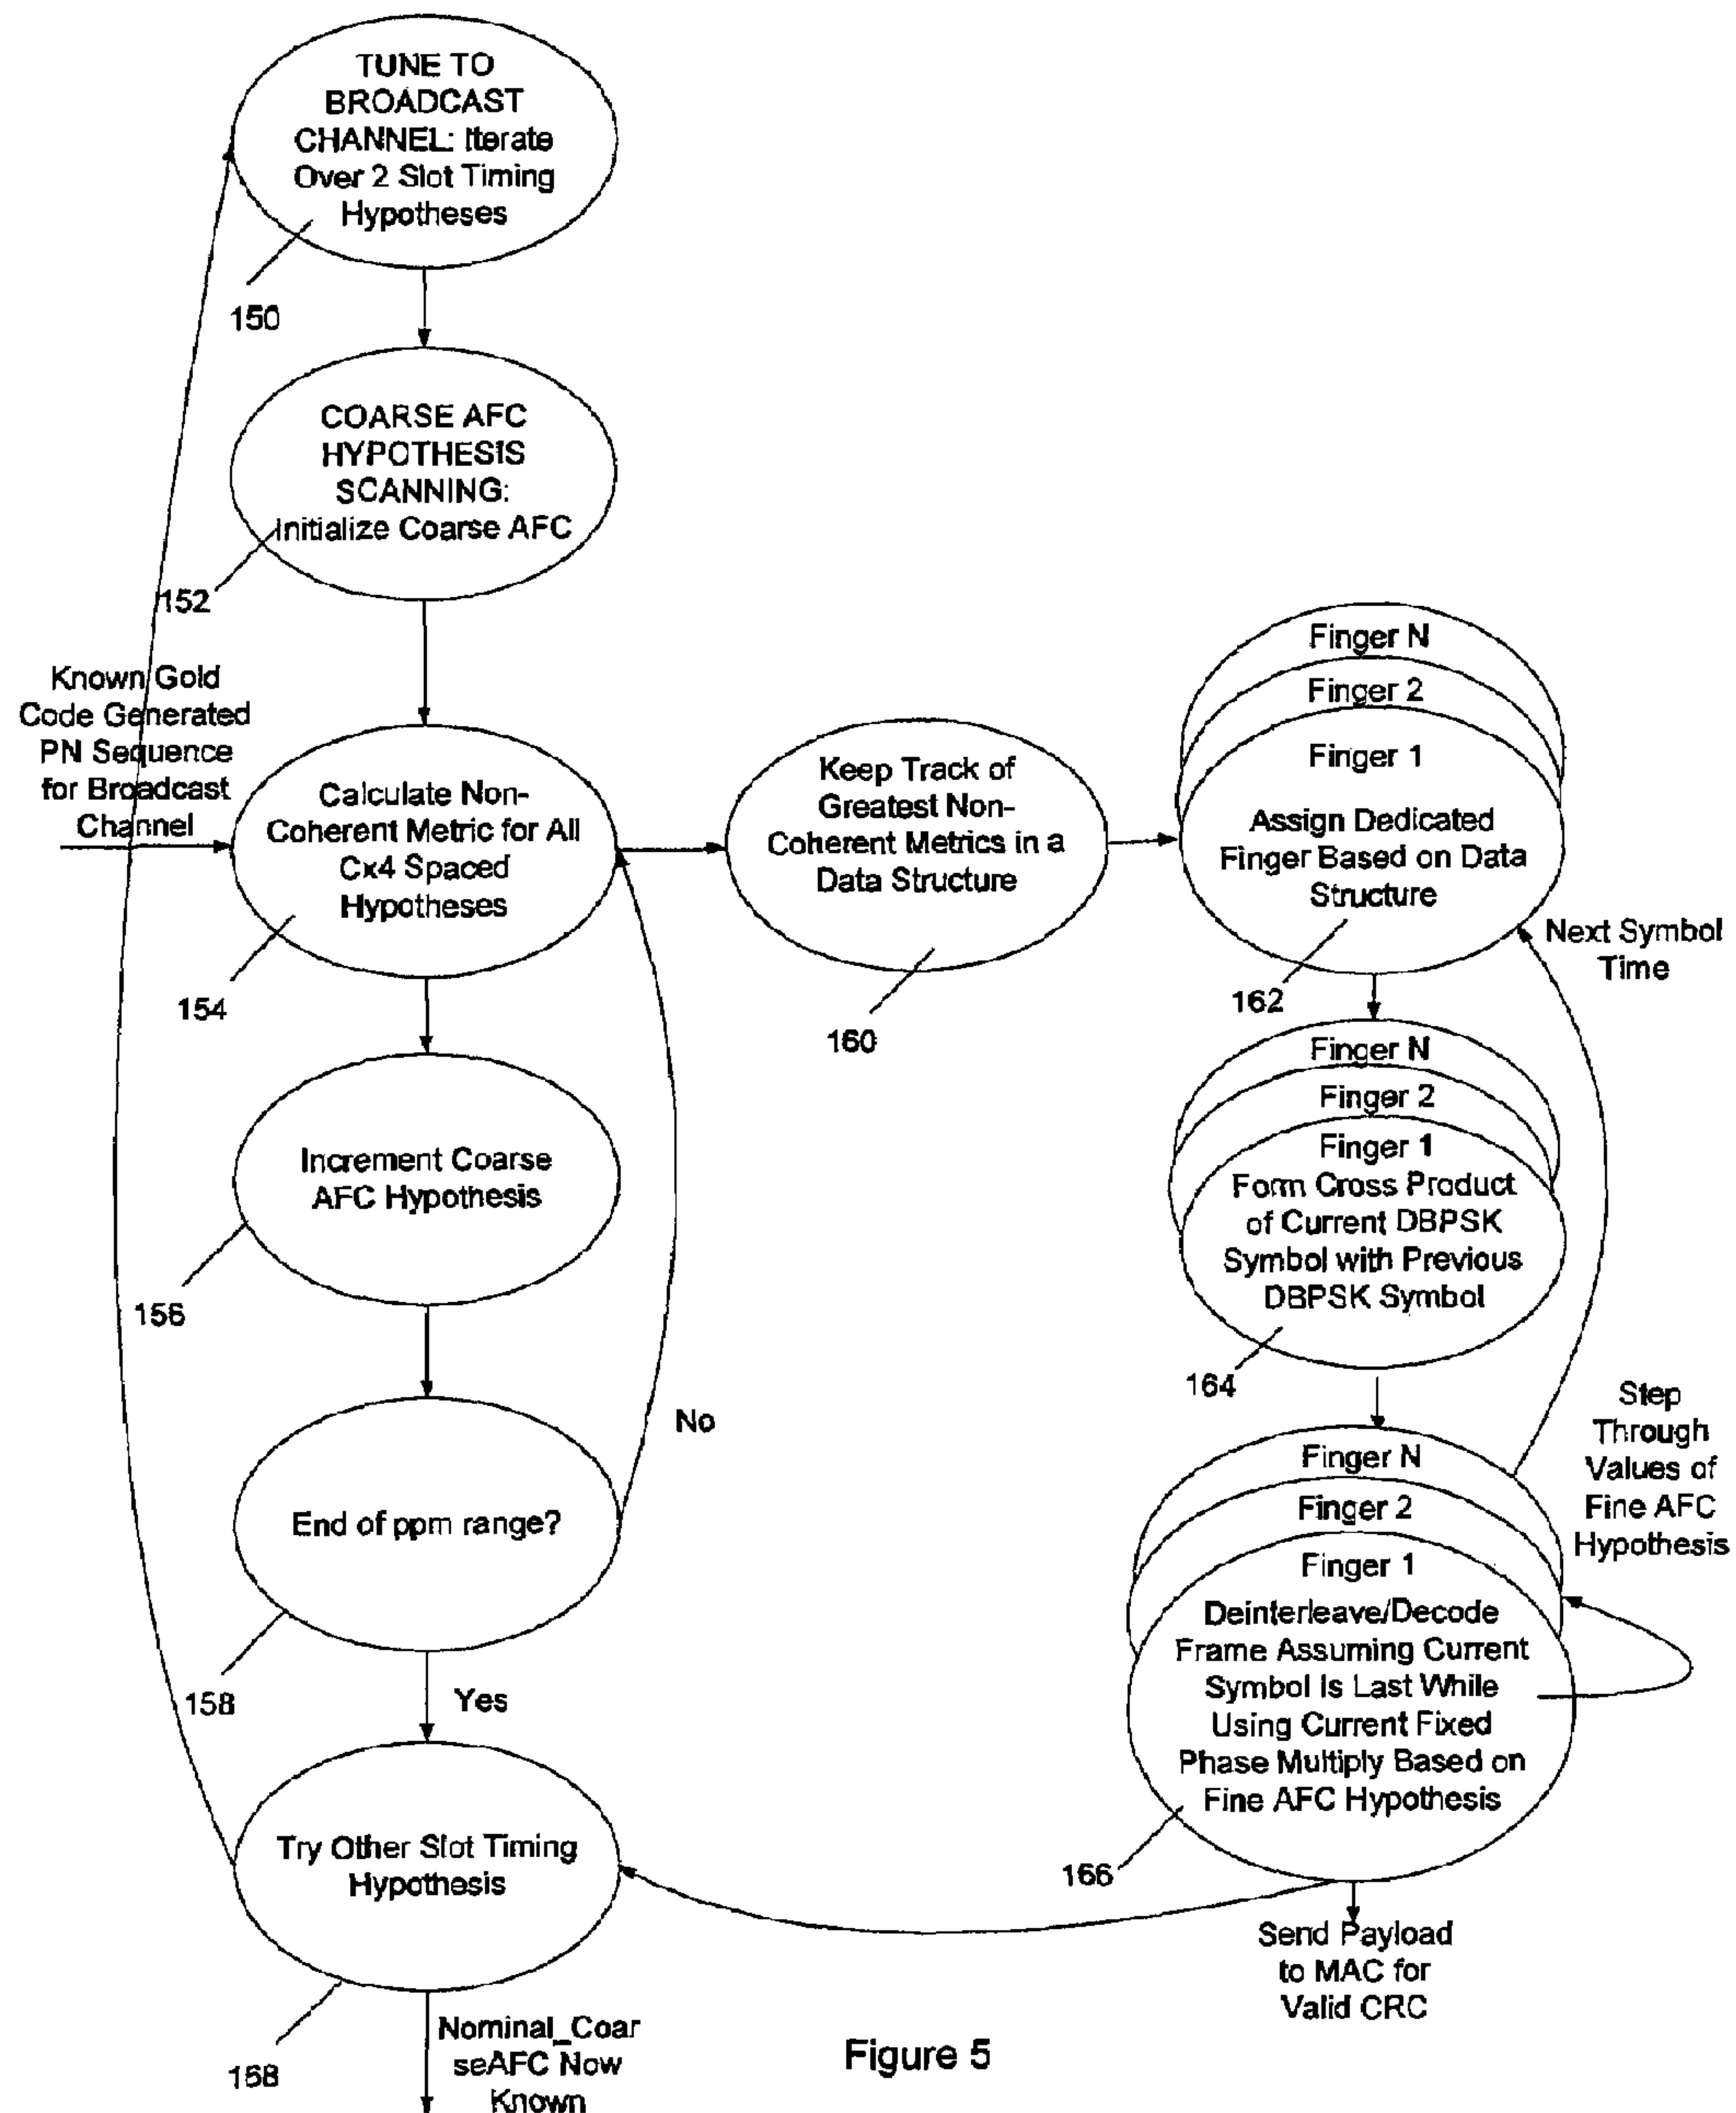 TUNE TO
BROADCAST
CHANNEL: Iterate
Over 2 Slot Timing
Hypotheses
150
COARSE AFC
HYPOTHESIS
SCANNING:
Initialize Coarse AFC
152
Known Gold
Code Generated
PN Sequence
for Broadcast
Channel
Calculate Non-
Coherent Metric for All
Cx4 Spaced
Hypotheses
154
Increment Coarse
AFC Hypothesis
156
End of ppm range?
No
158
Yes
Try Other Slot Timing
Hypothesis
168
Nominal_Coar
seAFC Now
Known
Keep Track of
Greatest Non-
Coherent Metrics in a
Data Structure
160
Finger N
Finger 2
Finger 1
Assign Dedicated
Finger Based on Data
Structure
162
Next Symbol
Time
Finger N
Finger 2
Finger 1
Form Cross Product
of Current DBPSK
Symbol with Previous
DBPSK Symbol
164
Finger N
Finger 2
Finger 1
Deinterleave/Decode
Frame Assuming Current
Symbol Is Last While
Using Current Fixed
Phase Multiply Based on
Fine AFC Hypothesis
166
Step
Through
Values of
Fine AFC
Hypothesis
Send Payload
to MAC for
Valid CRC
Figure 5